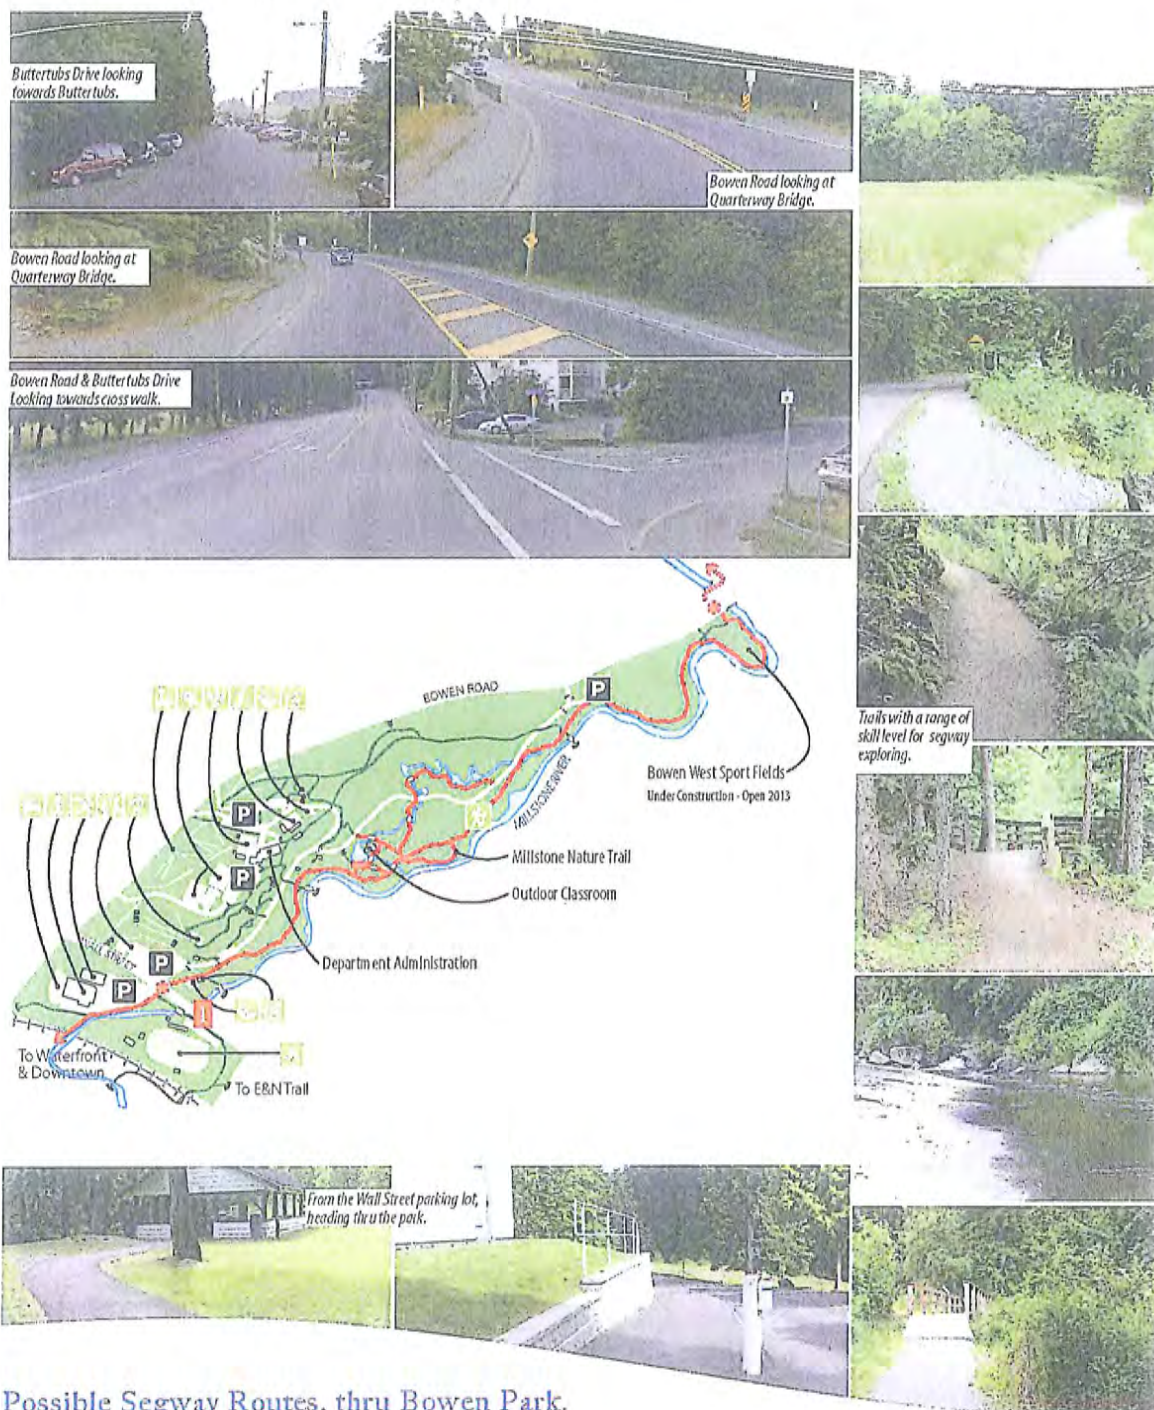 Buttertubs Drive looking
towards Buttertubs.
Bowen Road looking at
Quarterway Bridge.
Bowen Road looking at
Quarterway Bridge.
Bowen Road & Buttertubs Drive
Looking towards cross walk.
Trails with a range of
skill level for segway
exploring.
?
BOWEN ROAD
P
MILLSTONE RIVER
Bowen West Sport Fields
Under Construction - Open 2013
P
Millstone Nature Trail
P
Outdoor Classroom
WALL STREET
P
Department Administration
P
To Waterfront
& Downtown
To E&N Trail
From the Wall Street parking lot,
heading thru the park.
Possible Segway Routes, thru Bowen Park.